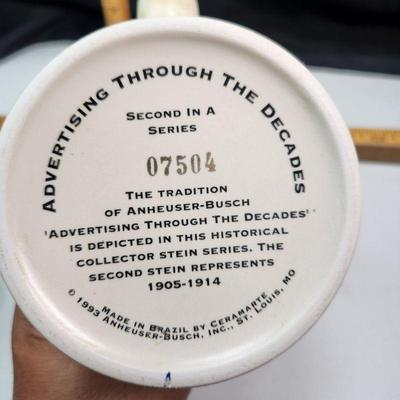 ADVERTISING THROUGH THE DECADES
SECOND IN A
SERIES
07504
THE TRADITION
OF ANHEUSER-BUSCH
'ADVERTISING THROUGH THE DECADES'
IS DEPICTED IN THIS HISTORICAL
COLLECTOR STEIN SERIES. THE
SECOND STEIN REPRESENTS
1905-1914
MADE IN BRAZIL BY CERAMARTE
© 1993 ANHEUSER-BUSCH, INC., ST. LOUIS, MO